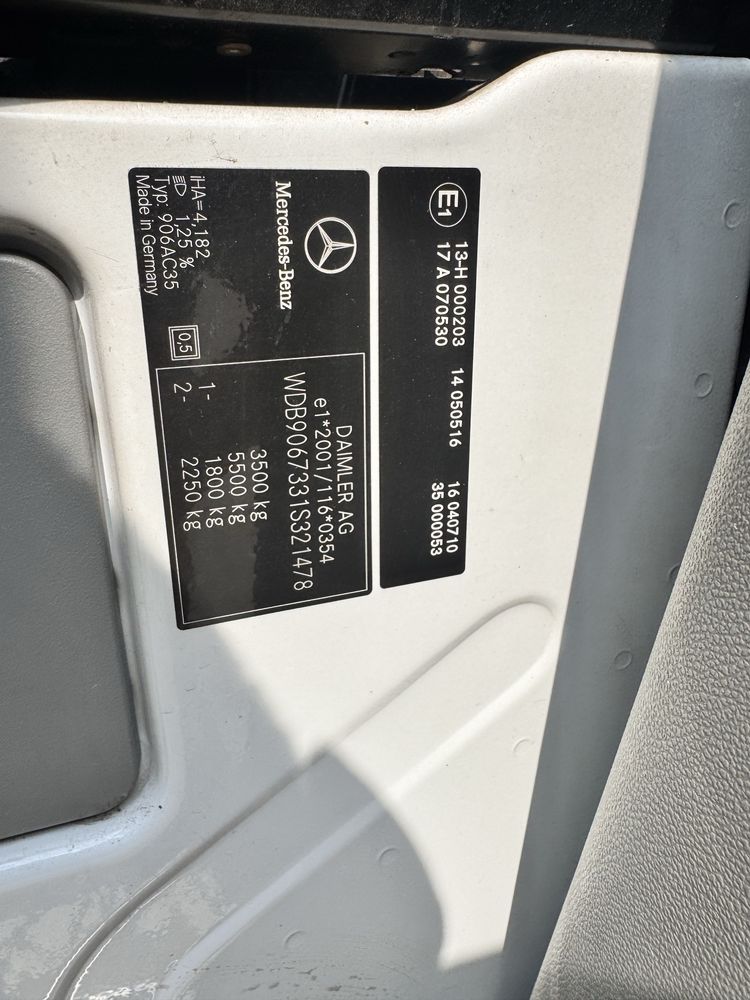 E1
13-H 000203 14 050516 16 040710
17 A 070530 35 000053
Mercedes-Benz
DAIMLER AG
e1*2001/116*0354
WDB9067331S321478
3500 kg
5500 kg
1- 1800 kg
2- 2250 kg
iHA=4,182
1,25 %
Typ: 906AC35
Made in Germany
0,5